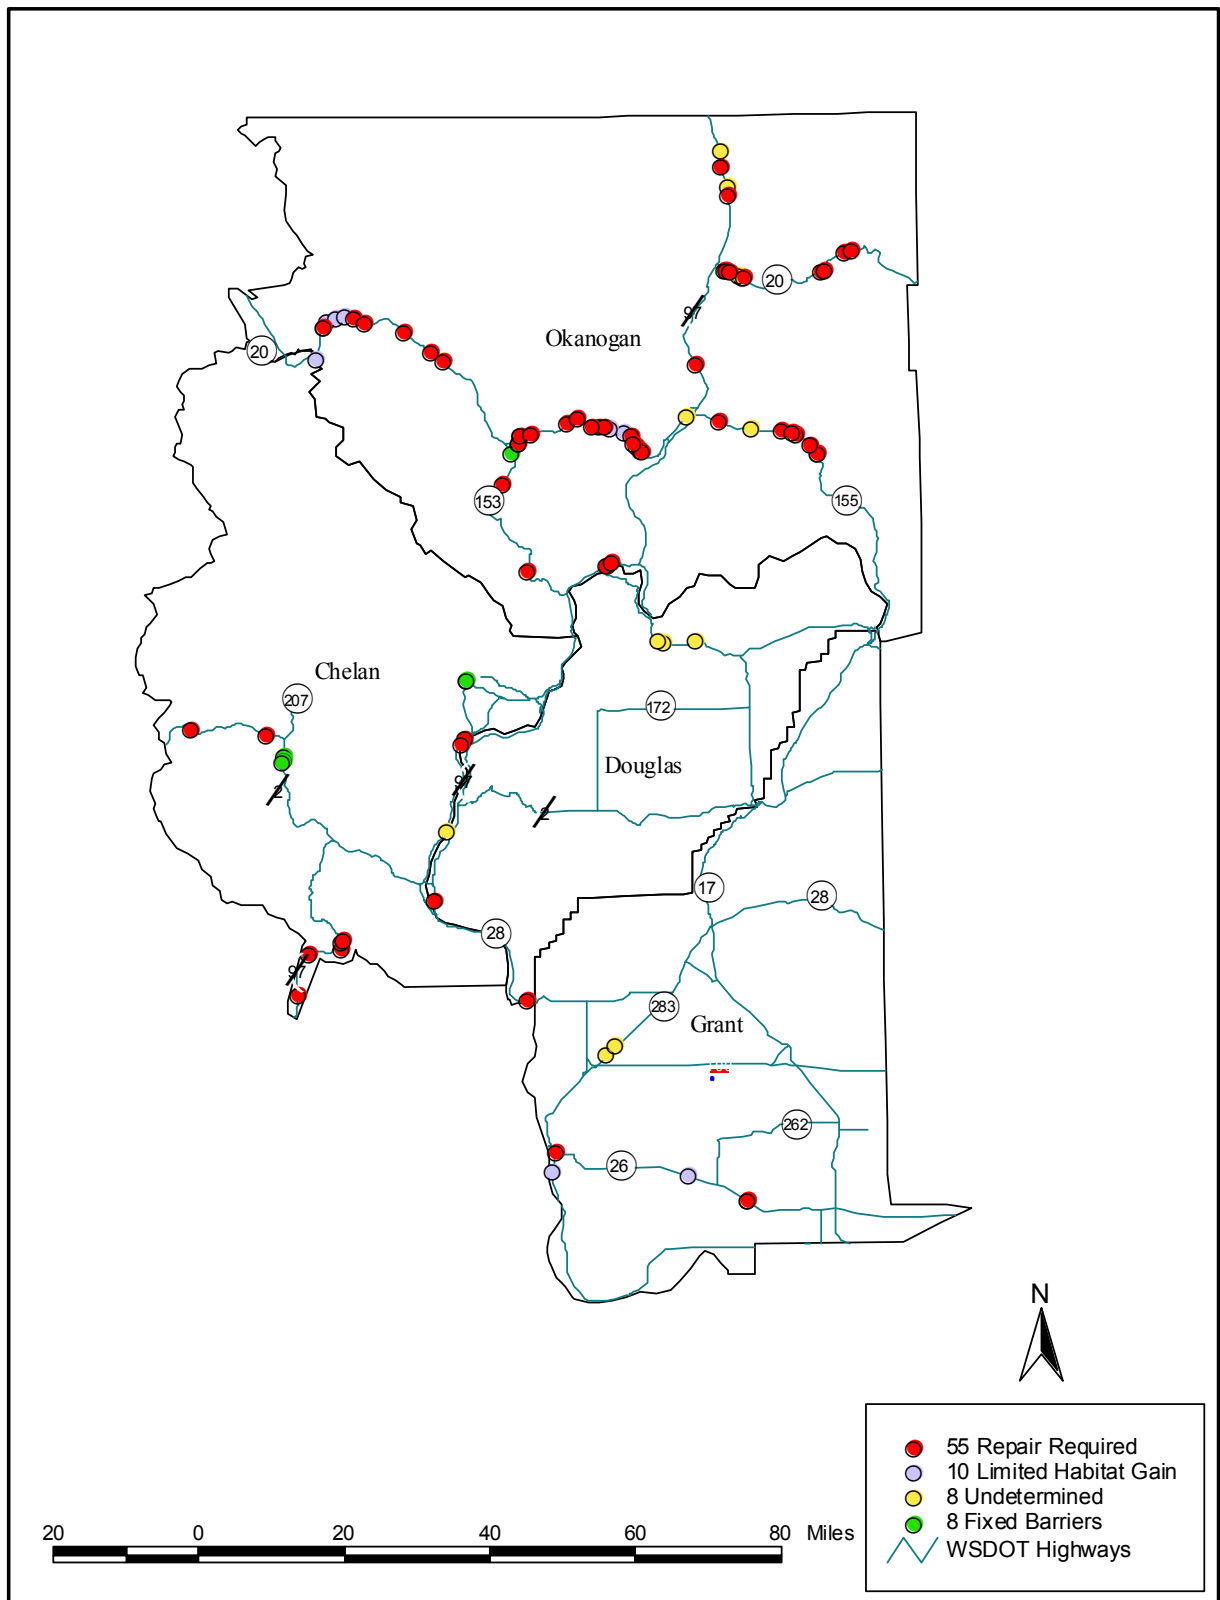 20
97
Okanogan
20
153
155
Chelan
207
172
Douglas
97
2
2
17
28
28
97
283
Grant
262
26
N
55 Repair Required
10 Limited Habitat Gain
8 Undetermined
8 Fixed Barriers
WSDOT Highways
20 0 20 40 60 80 Miles